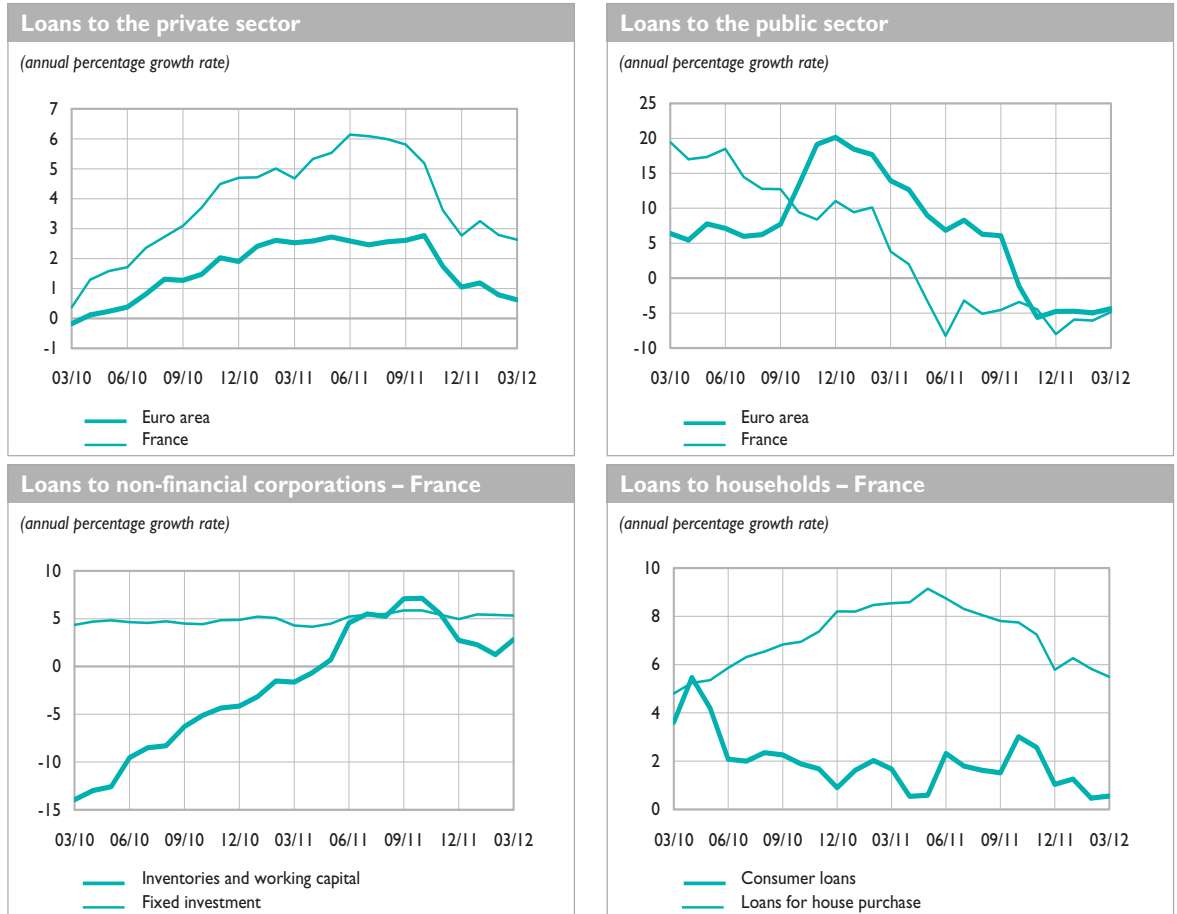 Loans to the private sector
(annual percentage growth rate)
7
6
5
4
3
2
1
0
-1
03/10 06/10 09/10 12/10 03/11 06/11 09/11 12/11 03/12
Euro area
France
Loans to the public sector
(annual percentage growth rate)
25
20
15
10
5
0
-5
-10
03/10 06/10 09/10 12/10 03/11 06/11 09/11 12/11 03/12
Euro area
France
Loans to non-financial corporations – France
(annual percentage growth rate)
10
5
0
-5
-10
-15
03/10 06/10 09/10 12/10 03/11 06/11 09/11 12/11 03/12
Inventories and working capital
Fixed investment
Loans to households – France
(annual percentage growth rate)
10
8
6
4
2
0
03/10 06/10 09/10 12/10 03/11 06/11 09/11 12/11 03/12
Consumer loans
Loans for house purchase